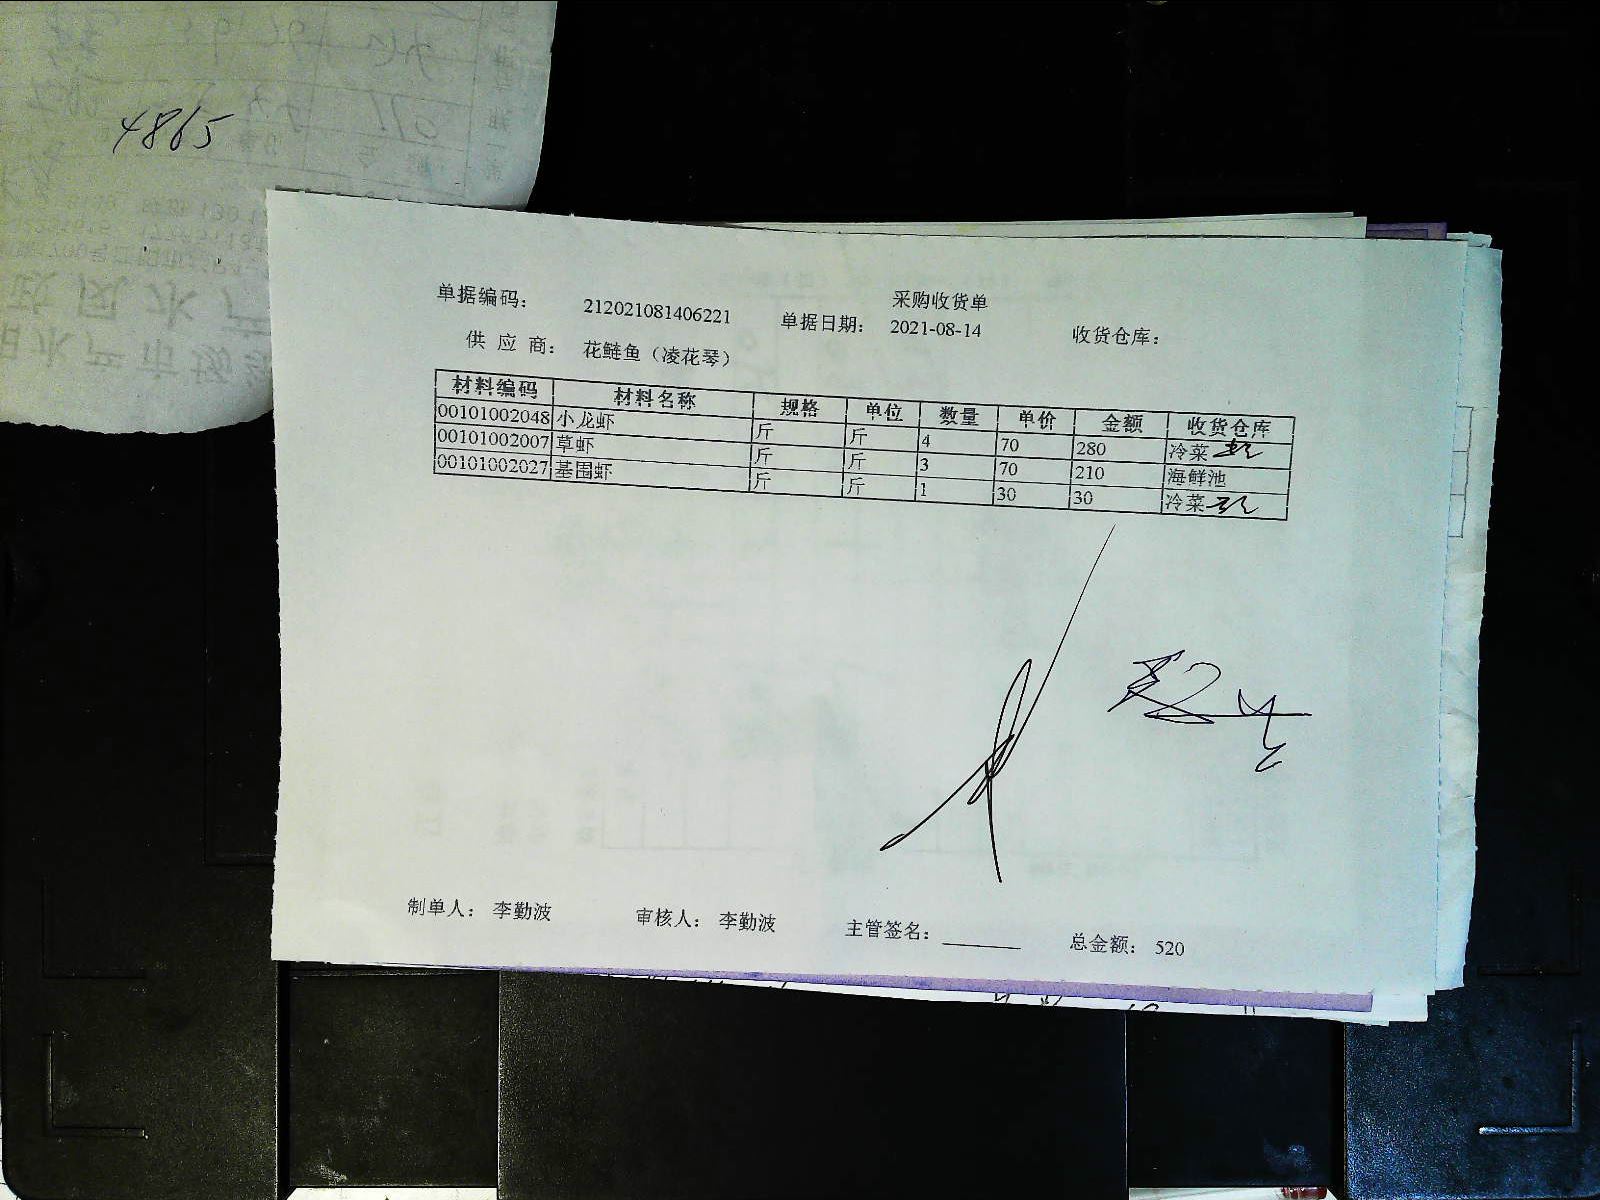 4865
采购收货单
单据编码： 212021081406221 单据日期： 2021-08-14 收货仓库：
供 应 商： 花鲢鱼（凌花琴）
材料编码 材料名称 规格 单位 数量 单价 金额 收货仓库
00101002048 小龙虾 斤 斤 4 70 280 冷菜
00101002007 草虾 斤 斤 3 70 210 海鲜池
00101002027 基围虾 斤 斤 1 30 30 冷菜
制单人： 李勤波 审核人： 李勤波 主管签名： 总金额： 520